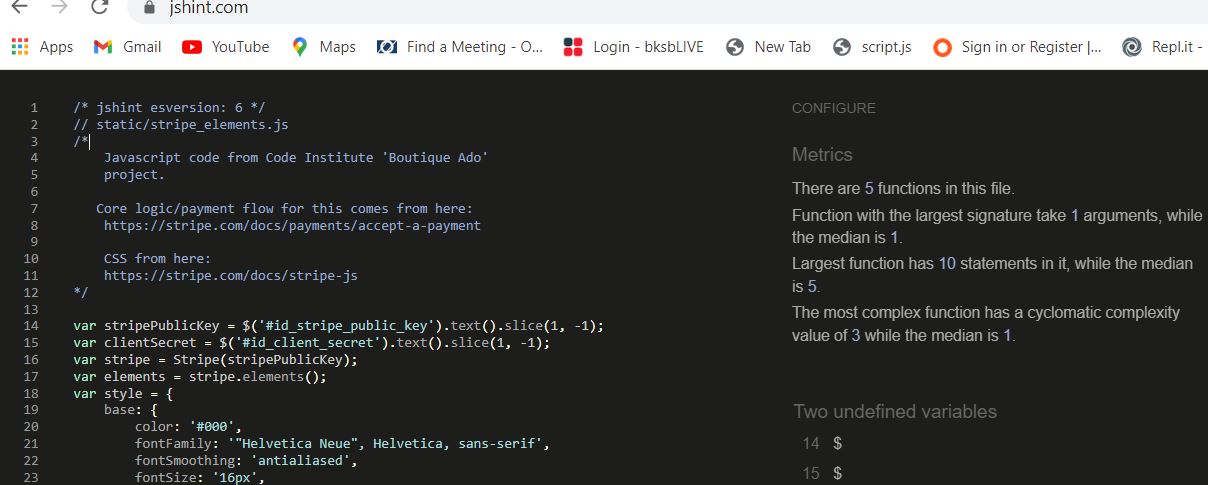 jshint.com
Apps Gmail YouTube Maps Find a Meeting - O... Login - bksbLIVE New Tab script.js Sign in or Register |... Repl.it -
1 /* jshint esversion: 6 */
2 // static/stripe_elements.js
3 /*
4 Javascript code from Code Institute 'Boutique Ado'
5 project.
6
7 Core logic/payment flow for this comes from here:
8 https://stripe.com/docs/payments/accept-a-payment
9
10 CSS from here:
11 https://stripe.com/docs/stripe-js
12 */
13
14 var stripePublicKey = $('#id_stripe_public_key').text().slice(1, -1);
15 var clientSecret = $('#id_client_secret').text().slice(1, -1);
16 var stripe = Stripe(stripePublicKey);
17 var elements = stripe.elements();
18 var style = {
19 base: {
20 color: '#000',
21 fontFamily: '"Helvetica Neue", Helvetica, sans-serif',
22 fontSmoothing: 'antialiased',
23 fontSize: '16px',
CONFIGURE
Metrics
There are 5 functions in this file.
Function with the largest signature take 1 arguments, while
the median is 1.
Largest function has 10 statements in it, while the median
is 5.
The most complex function has a cyclomatic complexity
value of 3 while the median is 1.
Two undefined variables
14 $
15 $